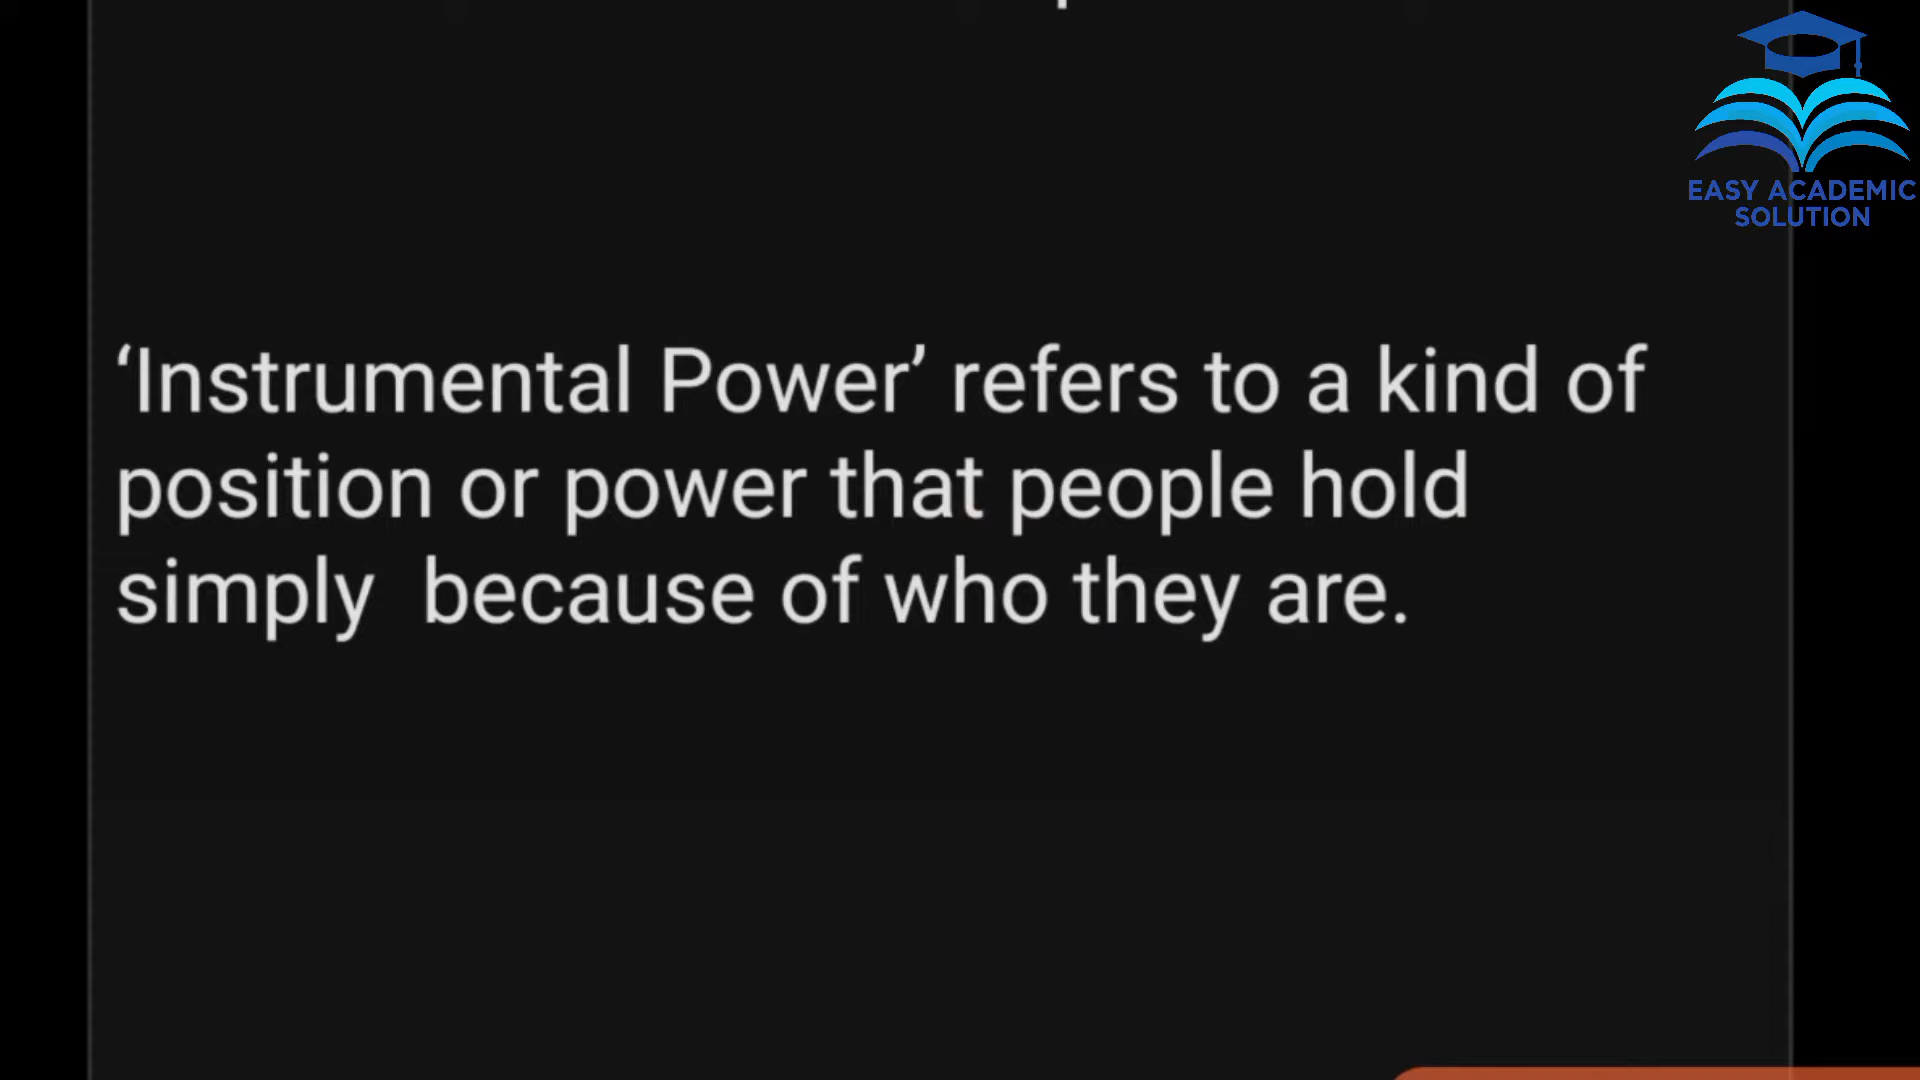 EASY ACADEMIC
SOLUTION
‘Instrumental Power’ refers to a kind of
position or power that people hold
simply  because of who they are.